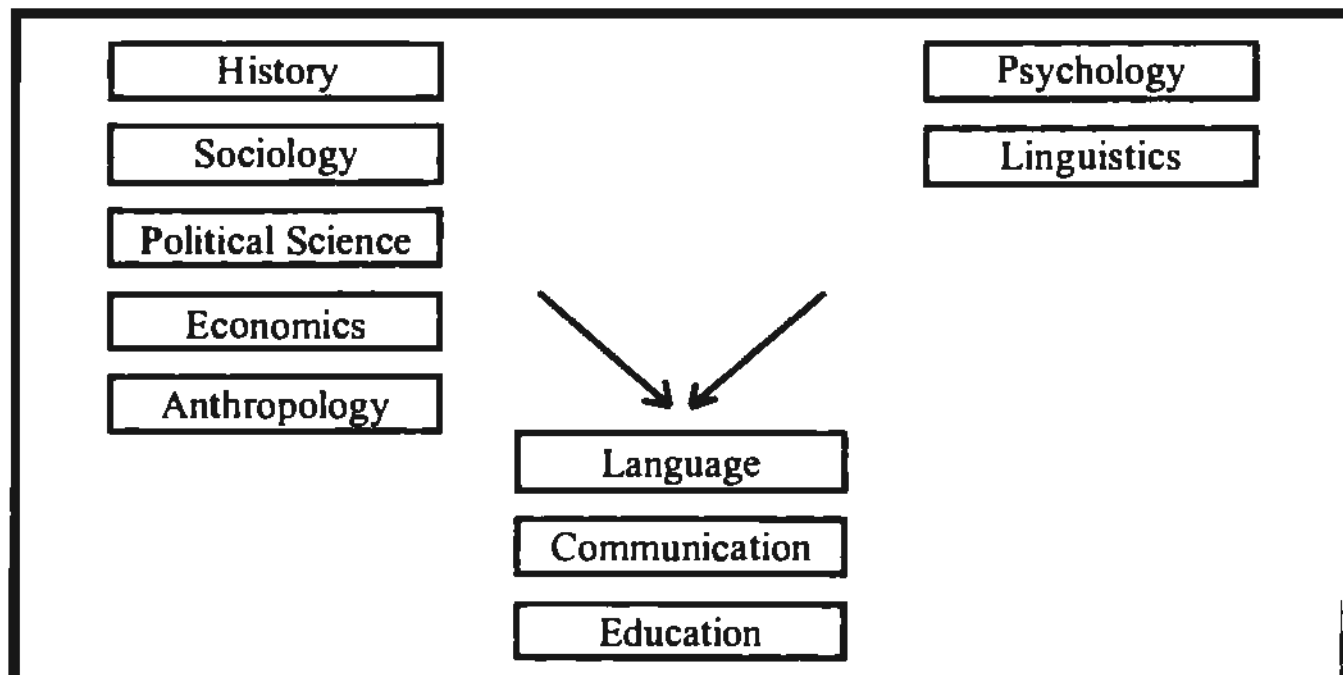 History
Sociology
Political Science
Economics
Anthropology
Psychology
Linguistics
Language
Communication
Education